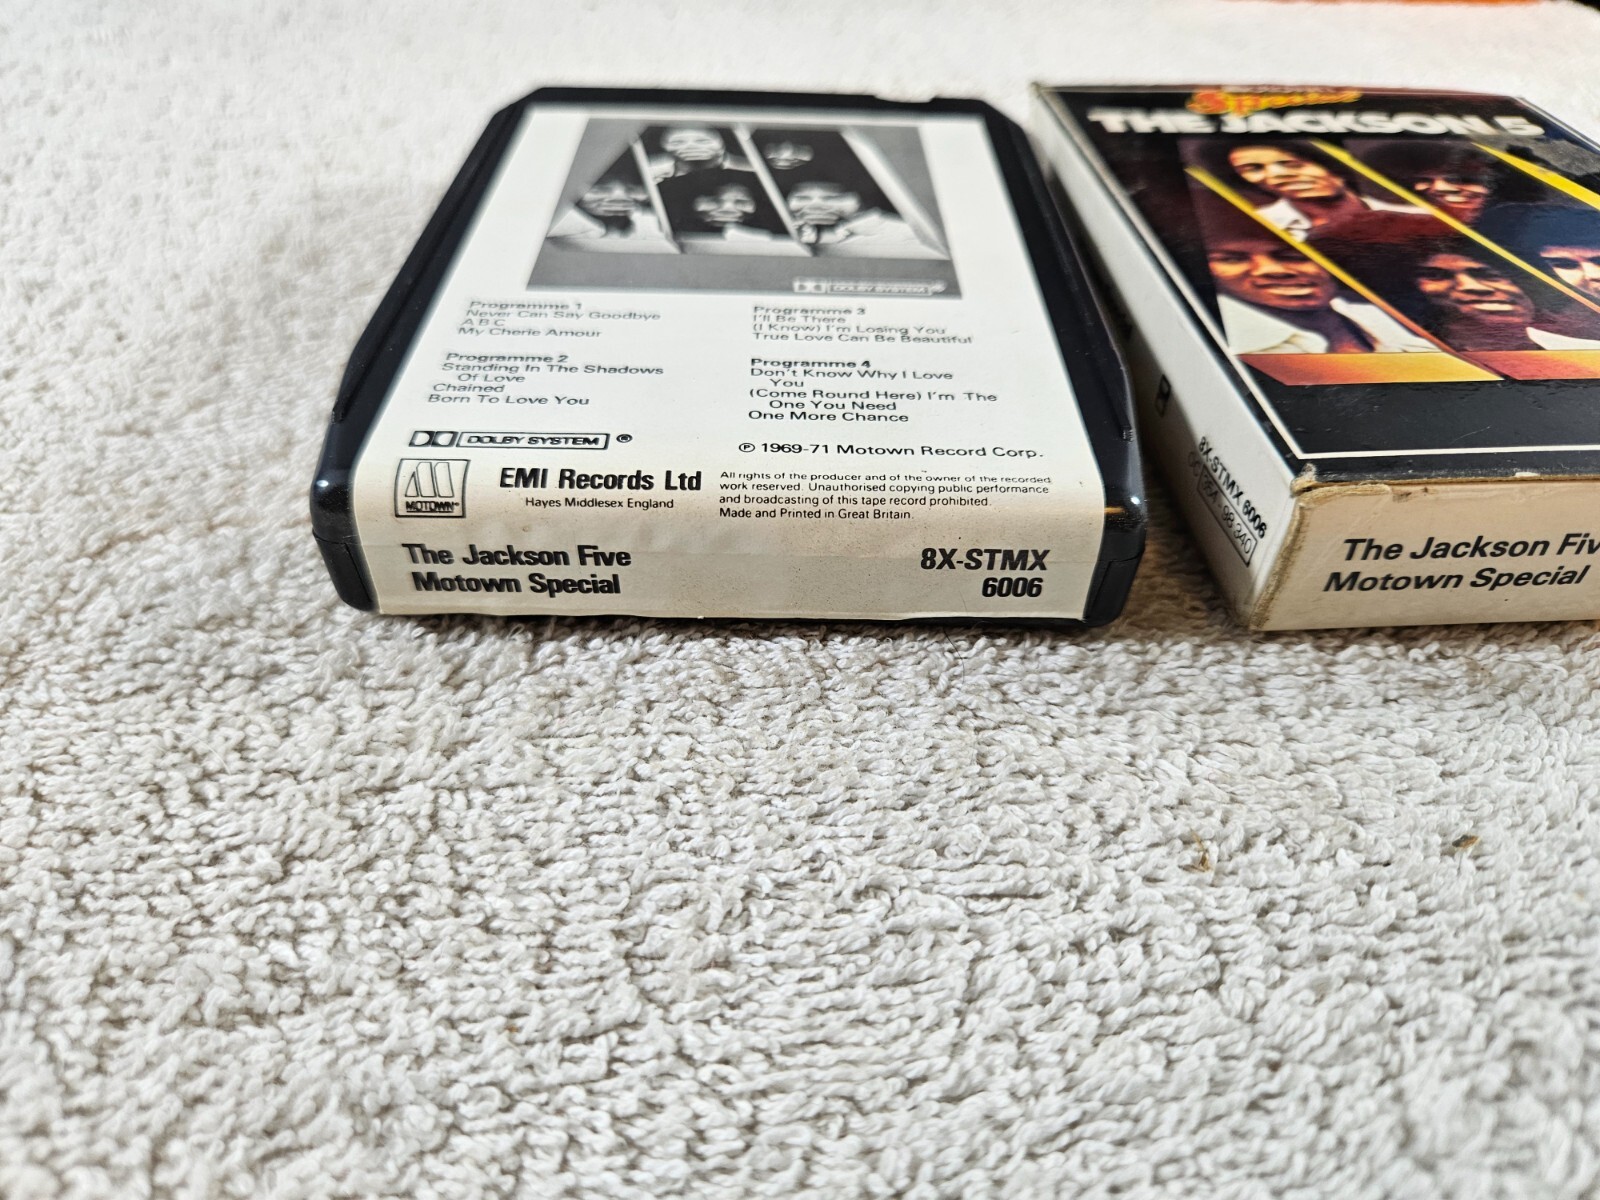 DOLBY SYSTEM
Programme 1
Never Can Say Goodbye
A B C
My Cherie Amour
Programme 2
Standing In The Shadows
Of Love
Chained
Born To Love You
Programme 3
I'll Be There
(I Know) I'm Losing You
True Love Can Be Beautiful
Programme 4
Don't Know Why I Love
You
(Come Round Here) I'm The
One You Need
One More Chance
DOLBY SYSTEM ®
℗ 1969-71 Motown Record Corp.
MOTOWN
EMI Records Ltd
Hayes Middlesex England
All rights of the producer and of the owner of the recorded
work reserved. Unauthorised copying public performance
and broadcasting of this tape record prohibited.
Made and Printed in Great Britain.
The Jackson Five
Motown Special
8X-STMX
6006
Special
THE JACKSON 5
8X-STMX 6006
The Jackson Fiv
Motown Special